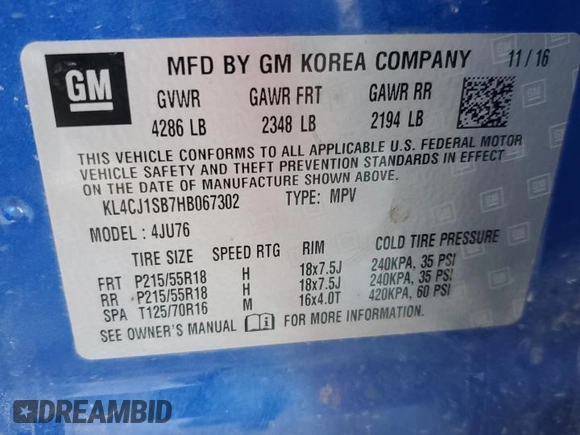 GM
MFD BY GM KOREA COMPANY 11/16
GVWR GAWR FRT GAWR RR
4286 LB 2348 LB 2194 LB
THIS VEHICLE CONFORMS TO ALL APPLICABLE U.S. FEDERAL MOTOR
VEHICLE SAFETY AND THEFT PREVENTION STANDARDS IN EFFECT
ON THE DATE OF MANUFACTURE SHOWN ABOVE.
KL4CJ1SB7HB067302 TYPE: MPV
MODEL: 4JU76
TIRE SIZE SPEED RTG RIM COLD TIRE PRESSURE
FRT P215/55R18 H 18x7.5J 240KPA, 35 PSI
RR P215/55R18 H 18x7.5J 240KPA, 35 PSI
SPA T125/70R16 M 16x4.0T 420KPA, 60 PSI
SEE OWNER'S MANUAL FOR MORE INFORMATION.
DREAMBID